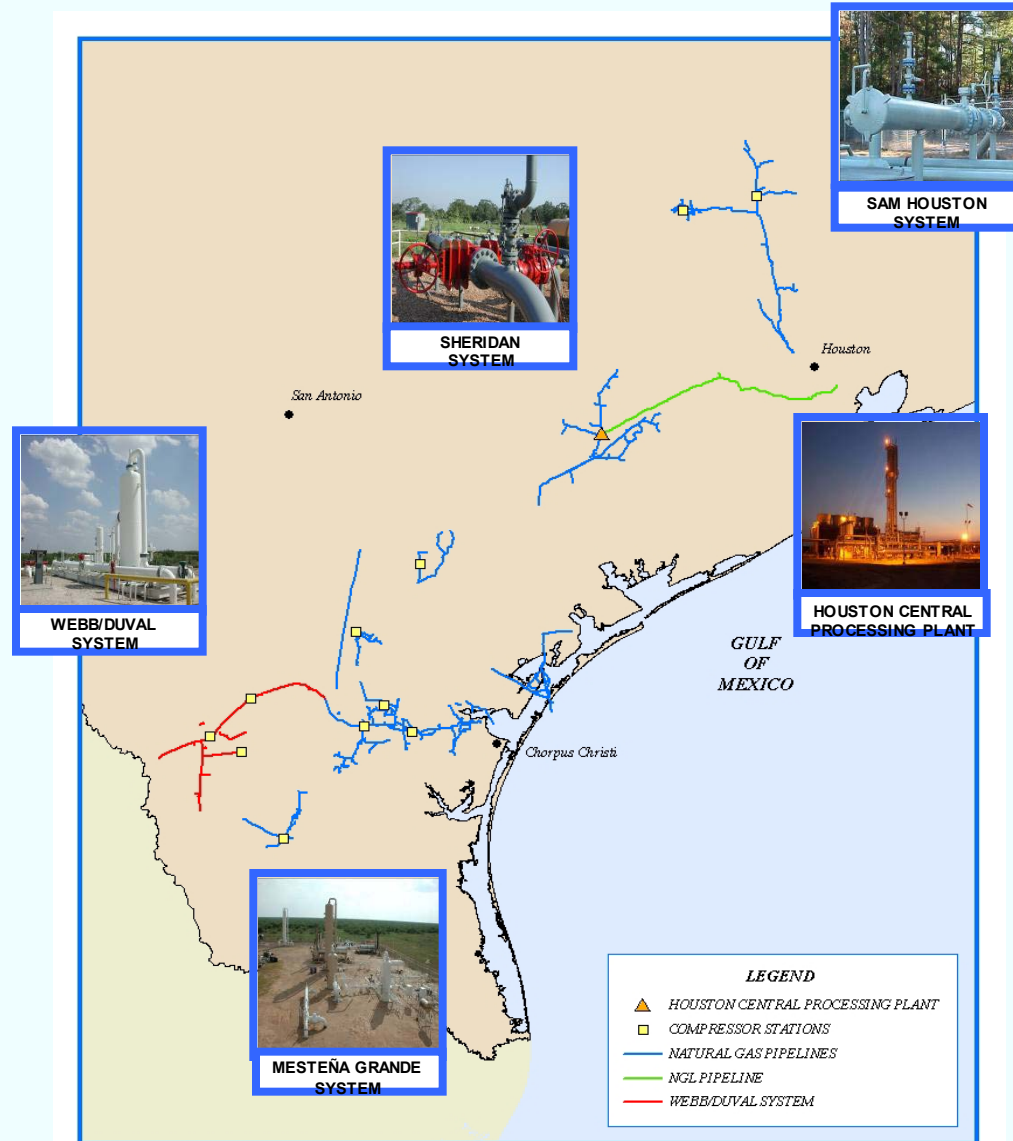 SAM HOUSTON
SYSTEM
SHERIDAN
SYSTEM
Houston
San Antonio
WEBB/DUVAL
SYSTEM
HOUSTON CENTRAL
PROCESSING PLANT
GULF
OF
MEXICO
Chorpus Christi
MESTEÑA GRANDE
SYSTEM
LEGEND
HOUSTON CENTRAL PROCESSING PLANT
COMPRESSOR STATIONS
NATURAL GAS PIPELINES
NGL PIPELINE
WEBB/DUVAL SYSTEM